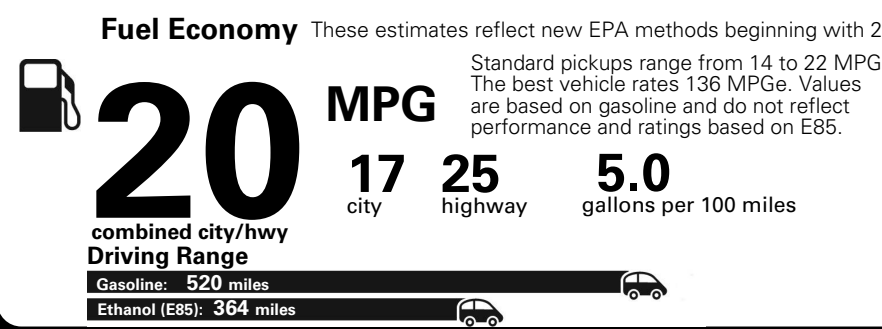 Fuel Economy These estimates reflect new EPA methods beginning with 2
Standard pickups range from 14 to 22 MPG
The best vehicle rates 136 MPGe. Values
are based on gasoline and do not reflect
performance and ratings based on E85.
20 MPG
combined city/hwy
17 city
25 highway
5.0 gallons per 100 miles
Driving Range
Gasoline: 520 miles
Ethanol (E85): 364 miles